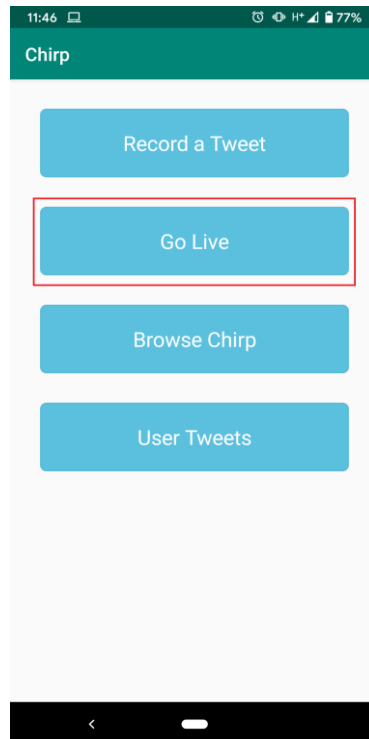 11:46 H+ 77%
Chirp
Record a Tweet
Go Live
Browse Chirp
User Tweets